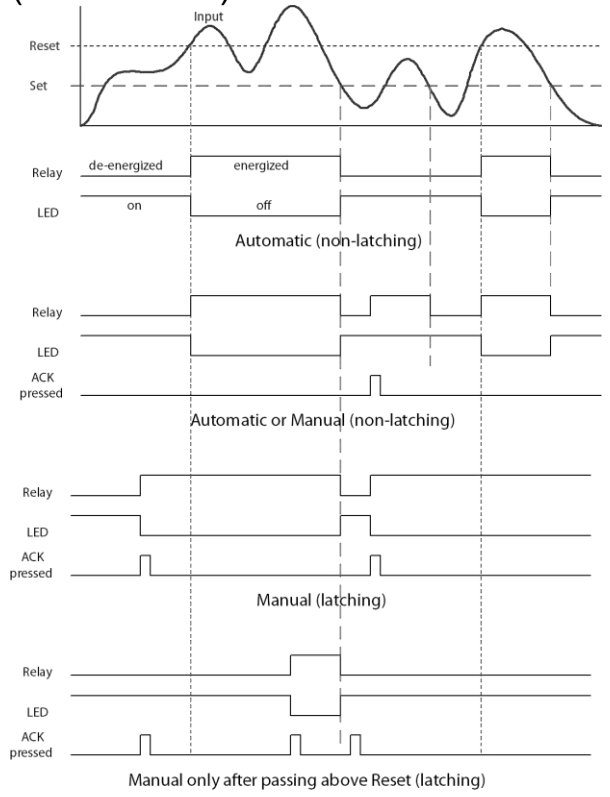 Input
Reset
Set
Relay de-energized energized
LED on off
Automatic (non-latching)
Relay
LED
ACK
pressed
Automatic or Manual (non-latching)
Relay
LED
ACK
pressed
Manual (latching)
Relay
LED
ACK
pressed
Manual only after passing above Reset (latching)